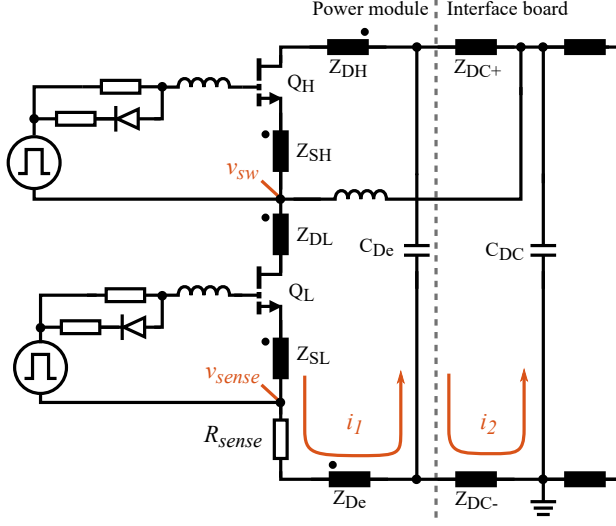 Power module Interface board
Z_DH Z_DC+
Q_H
Z_SH
v_sw
Z_DL
C_De C_DC
Q_L
Z_SL
v_sense
i_1 i_2
R_sense
Z_De Z_DC-